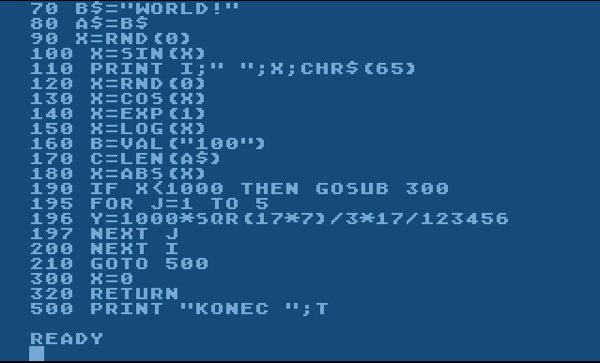 70 B$="WORLD!"
80 A$=B$
90 X=RND(0)
100 X=SIN(X)
110 PRINT I;" ";X;CHR$(65)
120 X=RND(0)
130 X=COS(X)
140 X=EXP(1)
150 X=LOG(X)
160 B=VAL("100")
170 C=LEN(A$)
180 X=ABS(X)
190 IF X<1000 THEN GOSUB 300
195 FOR J=1 TO 5
196 Y=1000*SQR(17*7)/3*17/123456
197 NEXT J
200 NEXT I
210 GOTO 500
300 X=0
320 RETURN
500 PRINT "KONEC ";T
READY